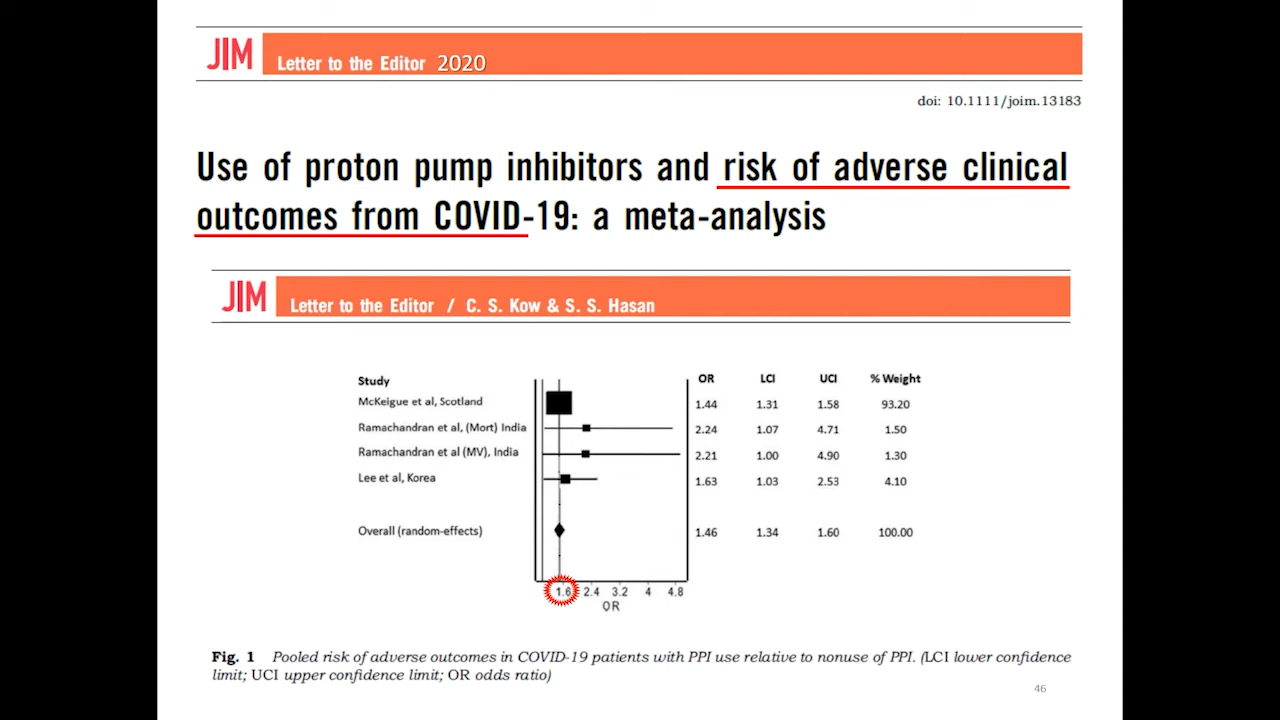 JIM Letter to the Editor 2020
doi: 10.1111/joim.13183
Use of proton pump inhibitors and risk of adverse clinical
outcomes from COVID-19: a meta-analysis
JIM Letter to the Editor / C. S. Kow & S. S. Hasan
Study OR LCI UCI % Weight
McKeigue et al, Scotland 1.44 1.31 1.58 93.20
Ramachandran et al, (Mort) India 2.24 1.07 4.71 1.50
Ramachandran et al (MV), India 2.21 1.00 4.90 1.30
Lee et al, Korea 1.63 1.03 2.53 4.10
Overall (random-effects) 1.46 1.34 1.60 100.00
1.6 2.4 3.2 4 4.8
OR
Fig. 1 Pooled risk of adverse outcomes in COVID-19 patients with PPI use relative to nonuse of PPI. (LCI lower confidence
limit; UCI upper confidence limit; OR odds ratio)
46